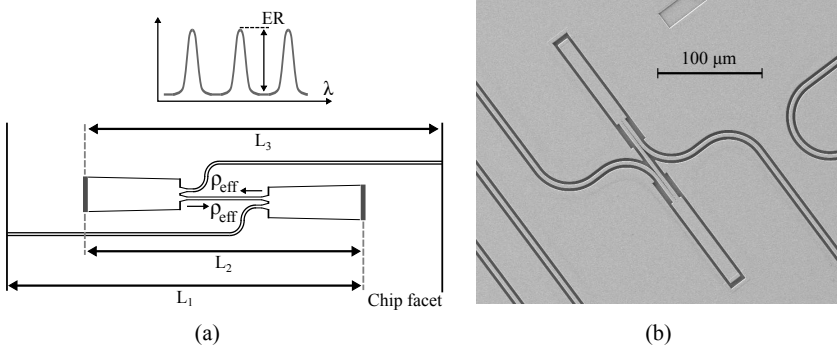 ER
λ
L3
ρeff
ρeff
L2
L1
Chip facet
(a)
100 μm
(b)